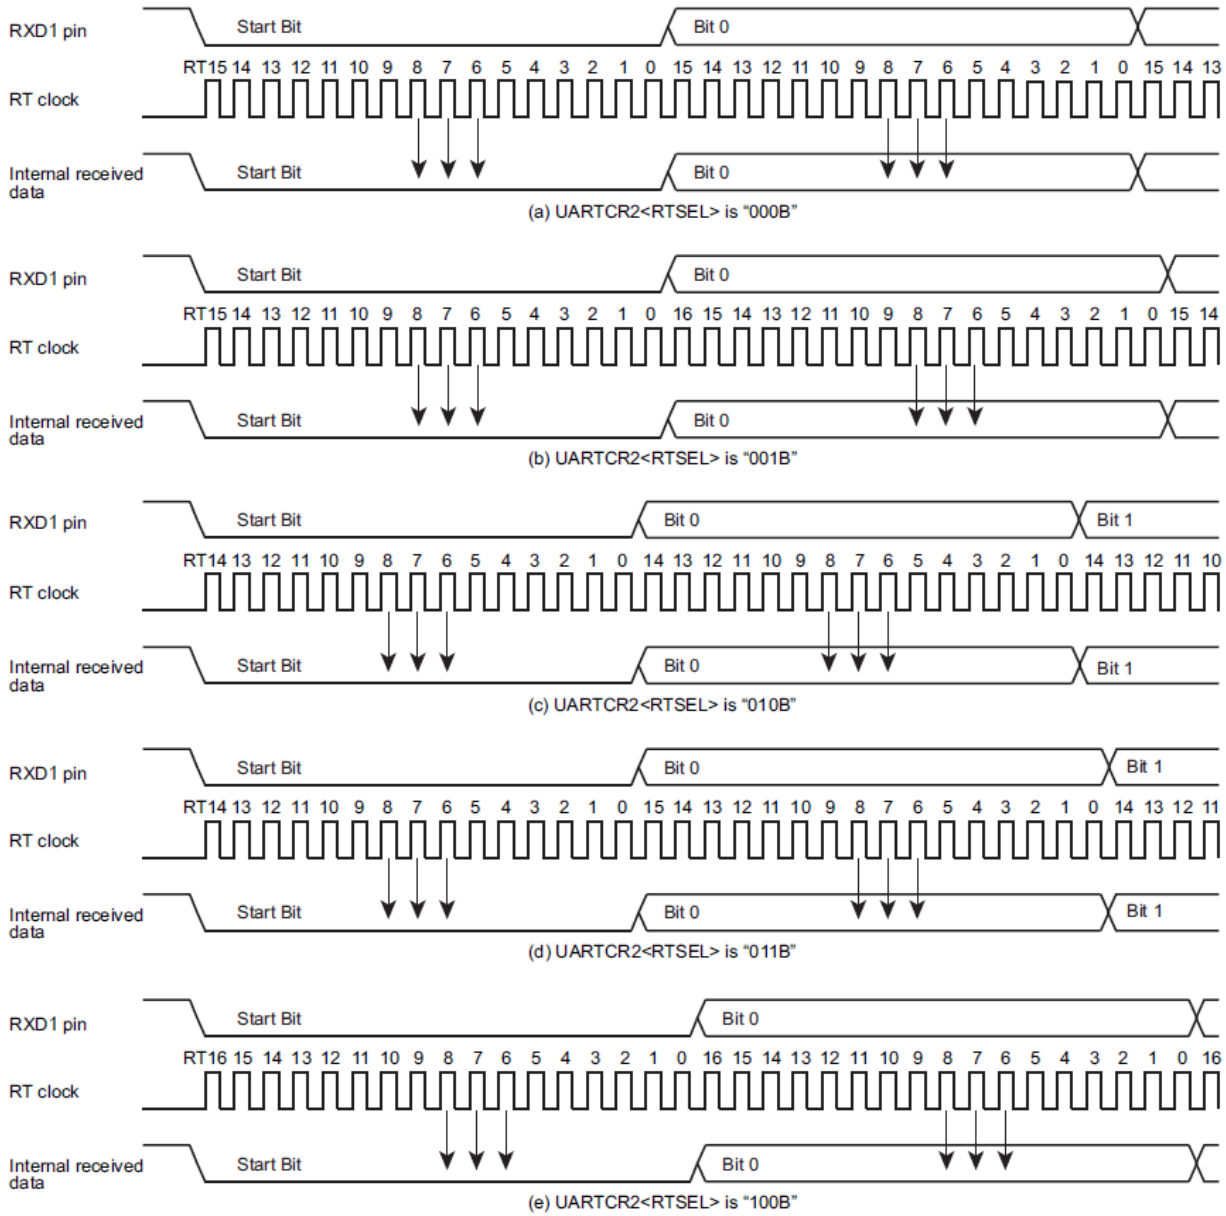 RXD1 pin Start Bit Bit 0
RT15 14 13 12 11 10 9 8 7 6 5 4 3 2 1 0 15 14 13 12 11 10 9 8 7 6 5 4 3 2 1 0 15 14 13
RT clock
Internal received data Start Bit Bit 0
(a) UARTCR2<RTSEL> is “000B”
RXD1 pin Start Bit Bit 0
RT15 14 13 12 11 10 9 8 7 6 5 4 3 2 1 0 16 15 14 13 12 11 10 9 8 7 6 5 4 3 2 1 0 15 14
RT clock
Internal received data Start Bit Bit 0
(b) UARTCR2<RTSEL> is “001B”
RXD1 pin Start Bit Bit 0 Bit 1
RT14 13 12 11 10 9 8 7 6 5 4 3 2 1 0 14 13 12 11 10 9 8 7 6 5 4 3 2 1 0 14 13 12 11 10
RT clock
Internal received data Start Bit Bit 0 Bit 1
(c) UARTCR2<RTSEL> is “010B”
RXD1 pin Start Bit Bit 0 Bit 1
RT14 13 12 11 10 9 8 7 6 5 4 3 2 1 0 15 14 13 12 11 10 9 8 7 6 5 4 3 2 1 0 14 13 12 11
RT clock
Internal received data Start Bit Bit 0 Bit 1
(d) UARTCR2<RTSEL> is “011B”
RXD1 pin Start Bit Bit 0
RT16 15 14 13 12 11 10 9 8 7 6 5 4 3 2 1 0 16 15 14 13 12 11 10 9 8 7 6 5 4 3 2 1 0 16
RT clock
Internal received data Start Bit Bit 0
(e) UARTCR2<RTSEL> is “100B”